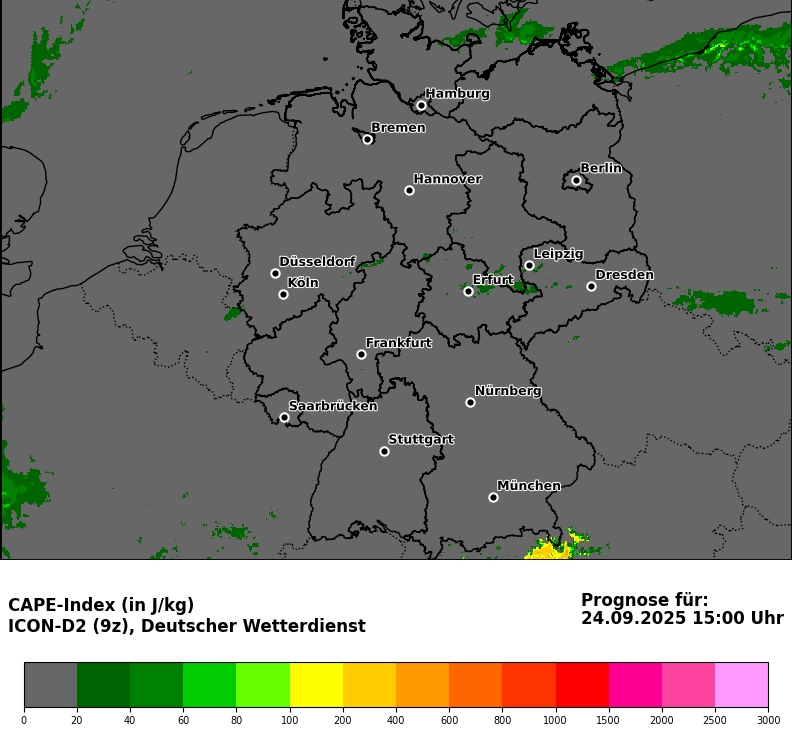 Hamburg
Bremen
Berlin
Hannover
Leipzig
Düsseldorf
Dresden
Erfurt
Köln
Frankfurt
Nürnberg
Saarbrücken
Stuttgart
München
CAPE-Index (in J/kg)
ICON-D2 (9z), Deutscher Wetterdienst
Prognose für:
24.09.2025 15:00 Uhr
0 20 40 60 80 100 200 400 600 800 1000 1500 2000 2500 3000